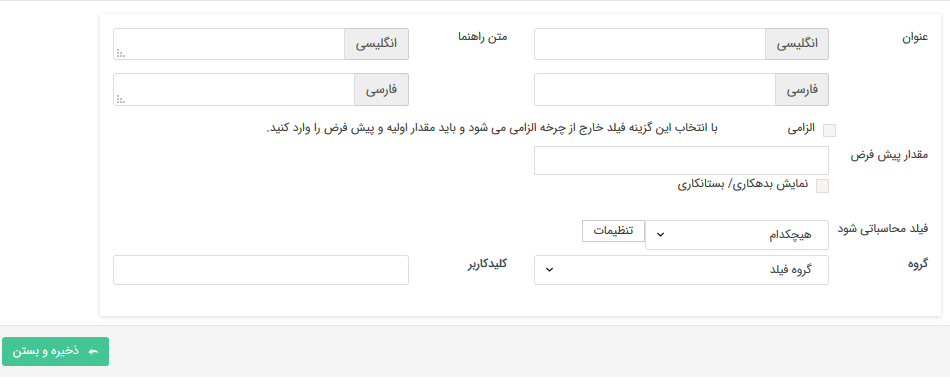 عنوان انگلیسی متن راهنما انگلیسی
فارسی فارسی
الزامی با انتخاب این گزینه فیلد خارج از چرخه الزامی می شود و باید مقدار اولیه و پیش فرض را وارد کنید.
مقدار پیش فرض
نمایش بدهکاری/ بستانکاری
فیلد محاسباتی شود هیچکدام تنظیمات
گروه گروه فیلد کلیدکاربر
ذخیره و بستن